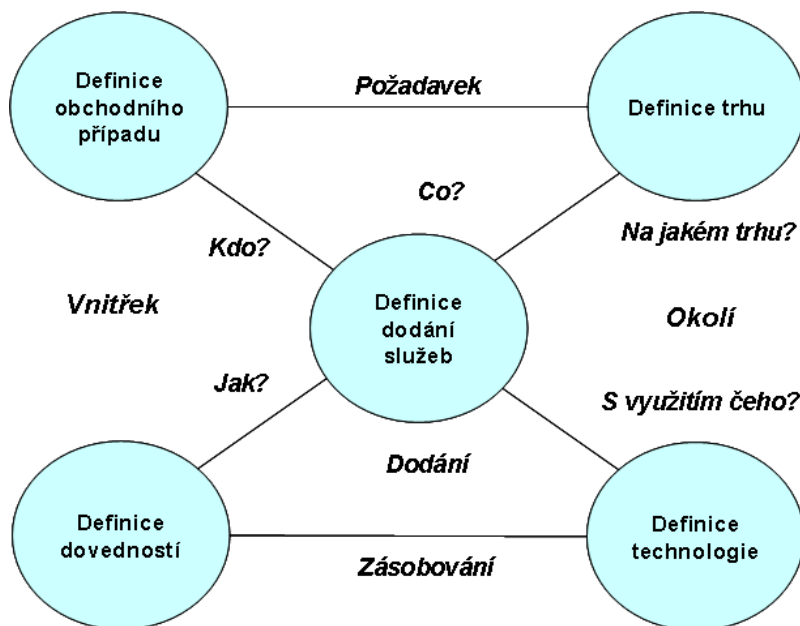 Definice
obchodního
případu
Požadavek
Definice trhu
Co?
Kdo?
Na jakém trhu?
Vnitřek
Definice
dodání
služeb
Okolí
Jak?
S využitím čeho?
Dodání
Definice
dovedností
Zásobování
Definice
technologie